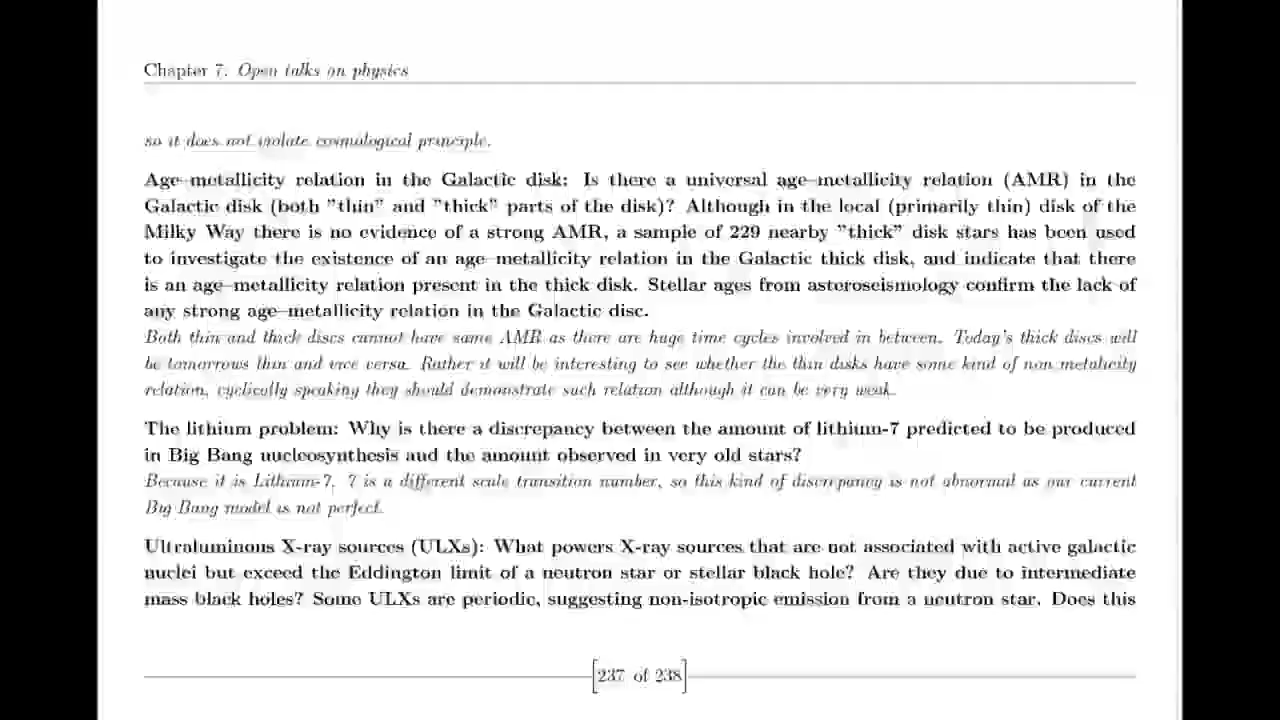 Chapter 7. Open talks on physics
so it does not violate cosmological principle.
Age–metallicity relation in the Galactic disk: Is there a universal age–metallicity relation (AMR) in the
Galactic disk (both "thin" and "thick" parts of the disk)? Although in the local (primarily thin) disk of the
Milky Way there is no evidence of a strong AMR, a sample of 229 nearby "thick" disk stars has been used
to investigate the existence of an age–metallicity relation in the Galactic thick disk, and indicate that there
is an age–metallicity relation present in the thick disk. Stellar ages from asteroseismology confirm the lack of
any strong age–metallicity relation in the Galactic disc.
Both thin and thick discs cannot have same AMR as there are huge time cycles involved in between. Today's thick discs will
be tomorrows thin and vice versa. Rather it will be interesting to see whether the thin disks have some kind of non metalicity
relation, cyclically speaking they should demonstrate such relation although it can be very weak.
The lithium problem: Why is there a discrepancy between the amount of lithium-7 predicted to be produced
in Big Bang nucleosynthesis and the amount observed in very old stars?
Because it is Lithium-7, 7 is a different scale transition number, so this kind of discrepancy is not abnormal as our current
Big Bang model is not perfect.
Ultraluminous X-ray sources (ULXs): What powers X-ray sources that are not associated with active galactic
nuclei but exceed the Eddington limit of a neutron star or stellar black hole? Are they due to intermediate
mass black holes? Some ULXs are periodic, suggesting non-isotropic emission from a neutron star. Does this
[237 of 238]